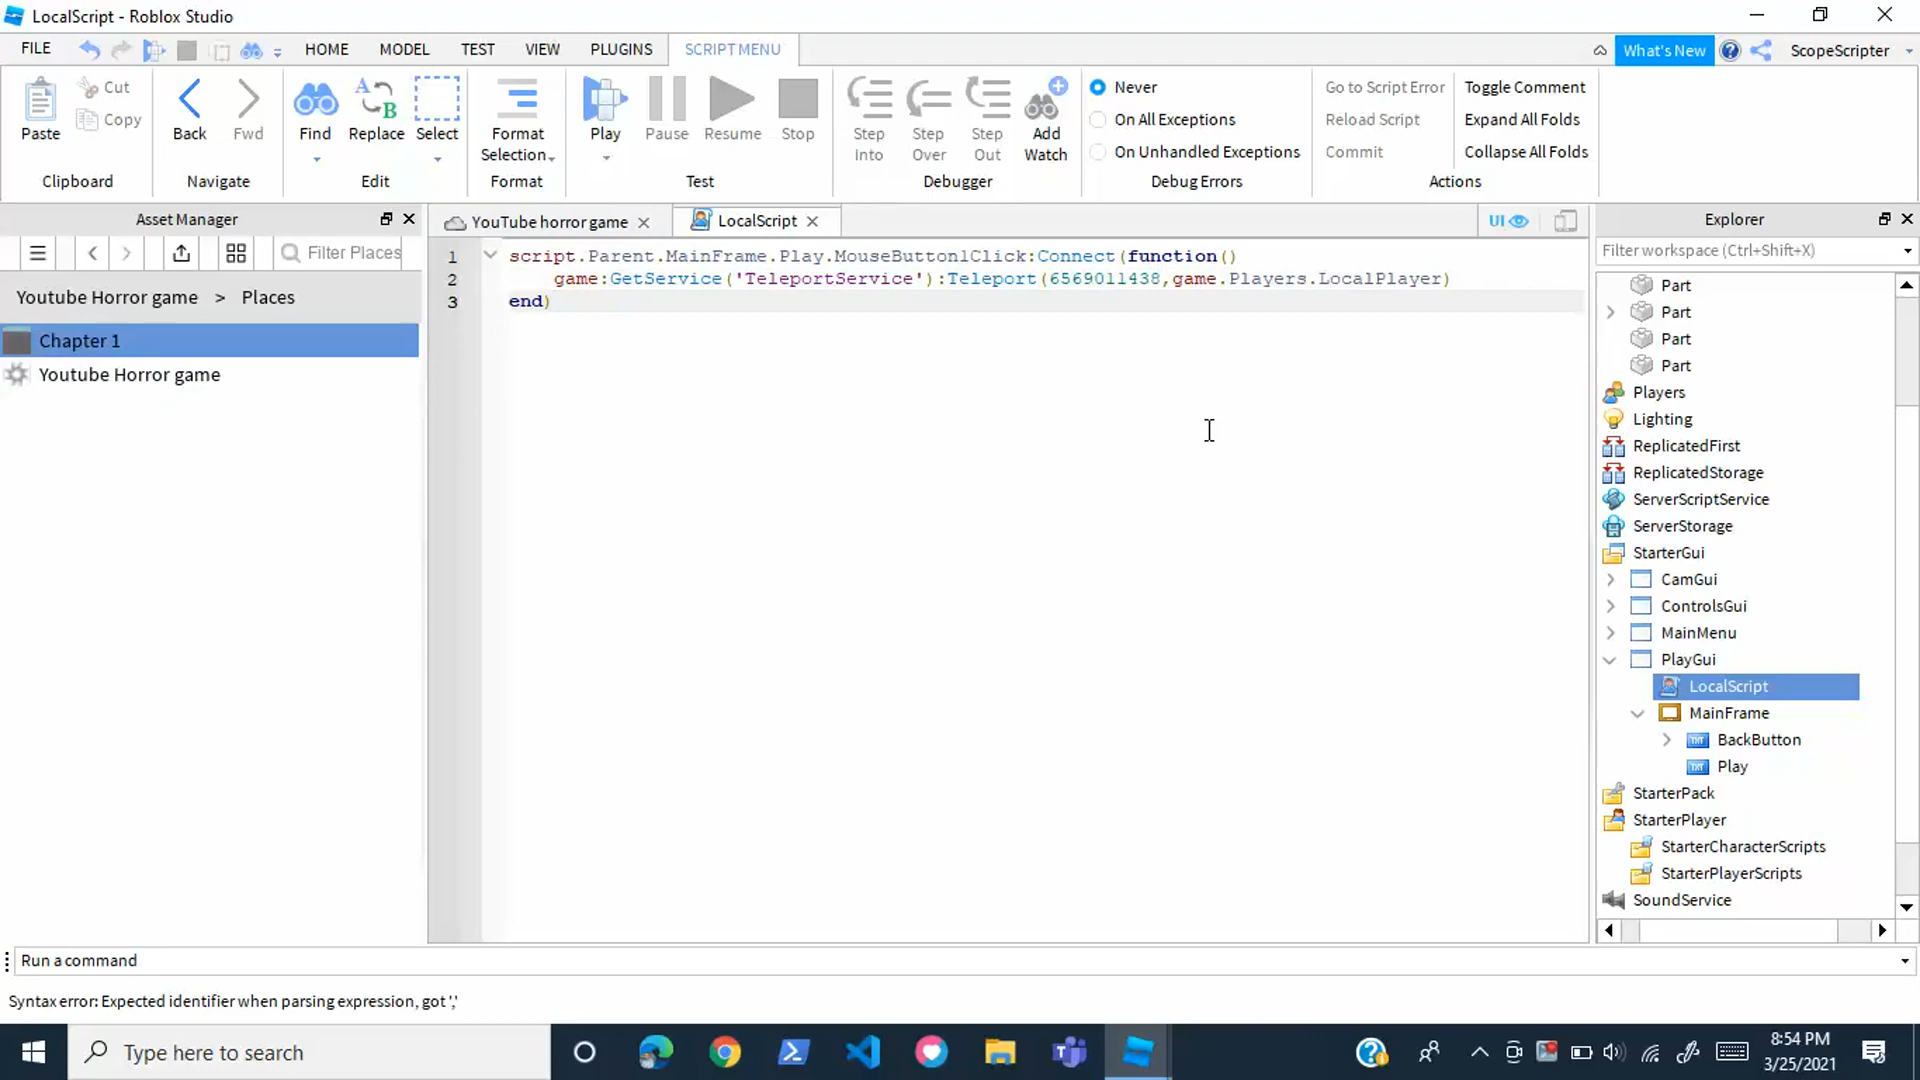 LocalScript - Roblox Studio
FILE
HOME
MODEL
TEST
VIEW
PLUGINS
SCRIPT MENU
What's New
ScopeScripter
Paste
Cut
Copy
Clipboard
Back
Fwd
Navigate
Find
Replace
Select
Edit
Format
Selection
Format
Play
Pause
Resume
Stop
Test
Step
Into
Step
Over
Step
Out
Add
Watch
Debugger
Never
On All Exceptions
On Unhandled Exceptions
Debug Errors
Go to Script Error
Reload Script
Commit
Toggle Comment
Expand All Folds
Collapse All Folds
Actions
Asset Manager
Filter Places
Youtube Horror game > Places
Chapter 1
Youtube Horror game
YouTube horror game
LocalScript
UI
1 script.Parent.MainFrame.Play.MouseButton1Click:Connect(function()
2 game:GetService('TeleportService'):Teleport(6569011438,game.Players.LocalPlayer)
3 end)
Explorer
Filter workspace (Ctrl+Shift+X)
Part
Part
Part
Part
Players
Lighting
ReplicatedFirst
ReplicatedStorage
ServerScriptService
ServerStorage
StarterGui
CamGui
ControlsGui
MainMenu
PlayGui
LocalScript
MainFrame
BackButton
Play
StarterPack
StarterPlayer
StarterCharacterScripts
StarterPlayerScripts
SoundService
Run a command
Syntax error: Expected identifier when parsing expression, got ','
Type here to search
8:54 PM
3/25/2021